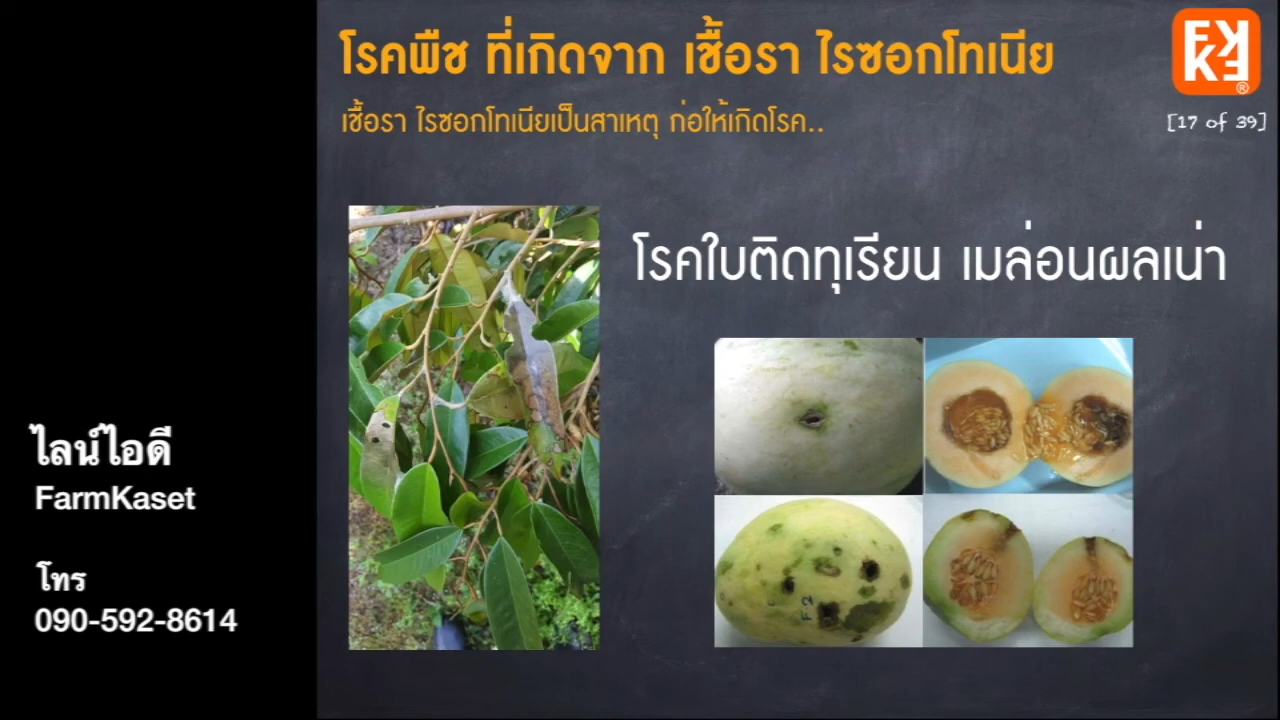 โรคพืช ที่เกิดจาก เชื้อรา ไรซอกโทเนีย
เชื้อรา ไรซอกโทเนียเป็นสาเหตุ ก่อให้เกิดโรค..
FK
®
[17 of 39]
โรคใบติดทุเรียน เมล่อนผลเน่า
F2
ไลน์ไอดี
FarmKaset
โทร
090-592-8614